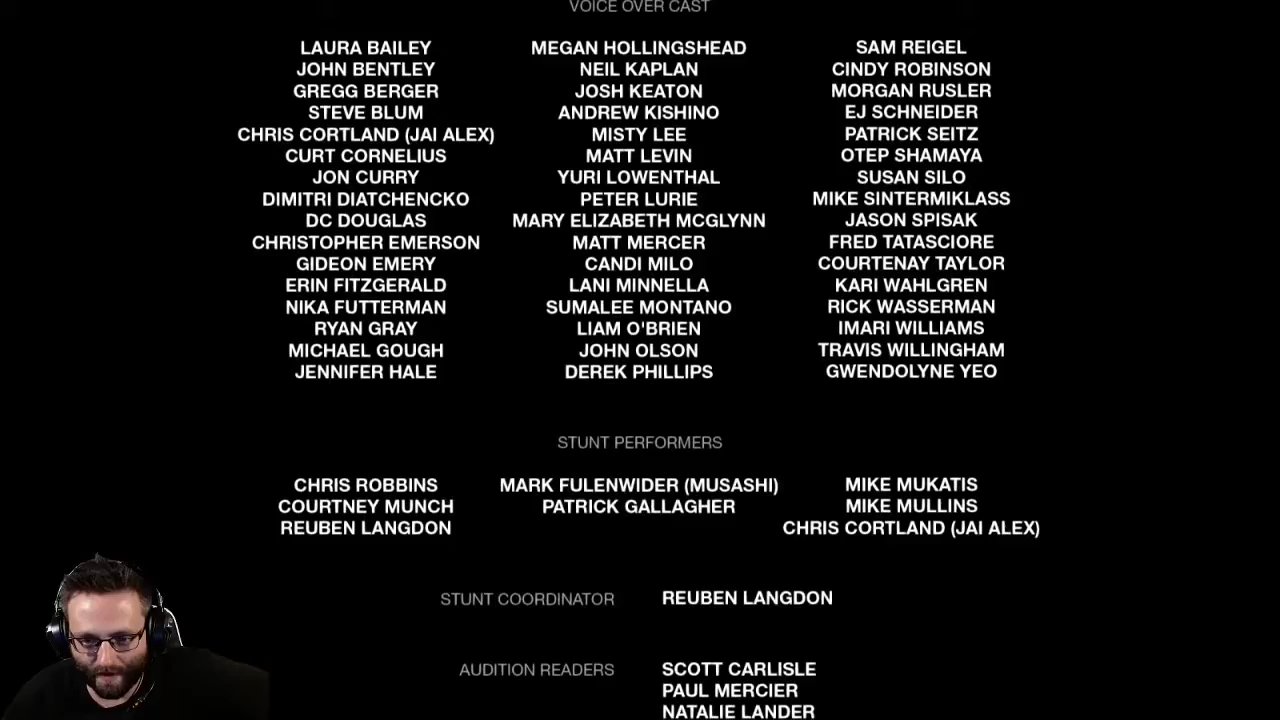 VOICE OVER CAST
LAURA BAILEY
JOHN BENTLEY
GREGG BERGER
STEVE BLUM
CHRIS CORTLAND (JAI ALEX)
CURT CORNELIUS
JON CURRY
DIMITRI DIATCHENCKO
DC DOUGLAS
CHRISTOPHER EMERSON
GIDEON EMERY
ERIN FITZGERALD
NIKA FUTTERMAN
RYAN GRAY
MICHAEL GOUGH
JENNIFER HALE
MEGAN HOLLINGSHEAD
NEIL KAPLAN
JOSH KEATON
ANDREW KISHINO
MISTY LEE
MATT LEVIN
YURI LOWENTHAL
PETER LURIE
MARY ELIZABETH MCGLYNN
MATT MERCER
CANDI MILO
LANI MINNELLA
SUMALEE MONTANO
LIAM O'BRIEN
JOHN OLSON
DEREK PHILLIPS
SAM REIGEL
CINDY ROBINSON
MORGAN RUSLER
EJ SCHNEIDER
PATRICK SEITZ
OTEP SHAMAYA
SUSAN SILO
MIKE SINTERMIKLASS
JASON SPISAK
FRED TATASCIORE
COURTENAY TAYLOR
KARI WAHLGREN
RICK WASSERMAN
IMARI WILLIAMS
TRAVIS WILLINGHAM
GWENDOLYNE YEO
STUNT PERFORMERS
CHRIS ROBBINS
COURTNEY MUNCH
REUBEN LANGDON
MARK FULENWIDER (MUSASHI)
PATRICK GALLAGHER
MIKE MUKATIS
MIKE MULLINS
CHRIS CORTLAND (JAI ALEX)
STUNT COORDINATOR REUBEN LANGDON
AUDITION READERS SCOTT CARLISLE
PAUL MERCIER
NATALIE LANDER